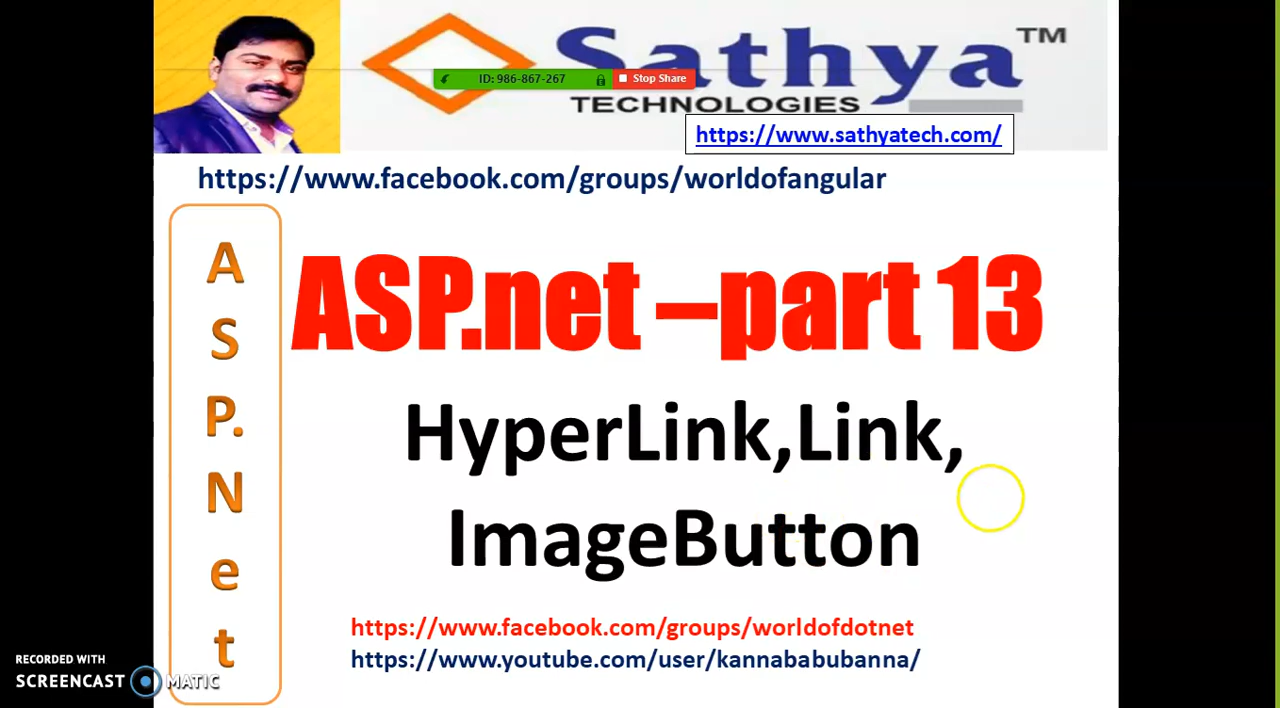 Sathya TM
ID: 986-867-267 Stop Share
TECHNOLOGIES
https://www.sathyatech.com/
https://www.facebook.com/groups/worldofangular
A
S
P.
N
e
t
ASP.net –part 13
HyperLink,Link,
ImageButton
https://www.facebook.com/groups/worldofdotnet
https://www.youtube.com/user/kannababubanna/
RECORDED WITH
SCREENCAST MATIC